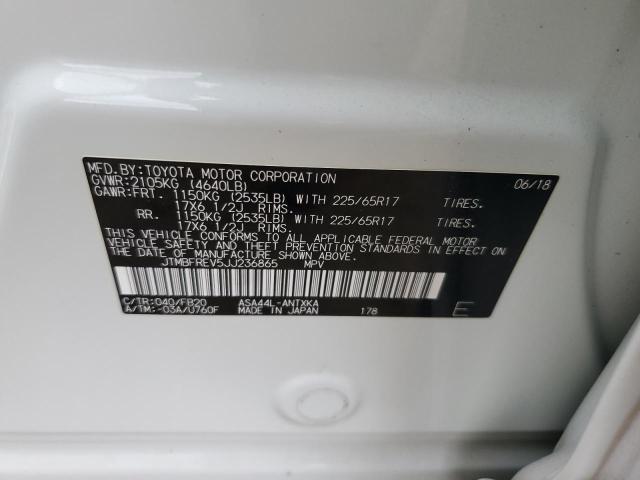 MFD.BY:TOYOTA MOTOR CORPORATION 06/18
GVWR:2105KG (4640LB)
GAWR:FRT. 1150KG (2535LB) WITH 225/65R17 TIRES.
17X6 1/2J RIMS.
RR. 1150KG (2535LB) WITH 225/65R17 TIRES.
17X6 1/2J RIMS.
THIS VEHICLE CONFORMS TO ALL APPLICABLE FEDERAL MOTOR
VEHICLE SAFETY AND THEFT PREVENTION STANDARDS IN EFFECT ON
THE DATE OF MANUFACTURE SHOWN ABOVE.
JTMBFREV5JJ236865 MPV
C/TR:040/FB20 ASA44L-ANTXKA
A/TM:-03A/U760F MADE IN JAPAN 178 E